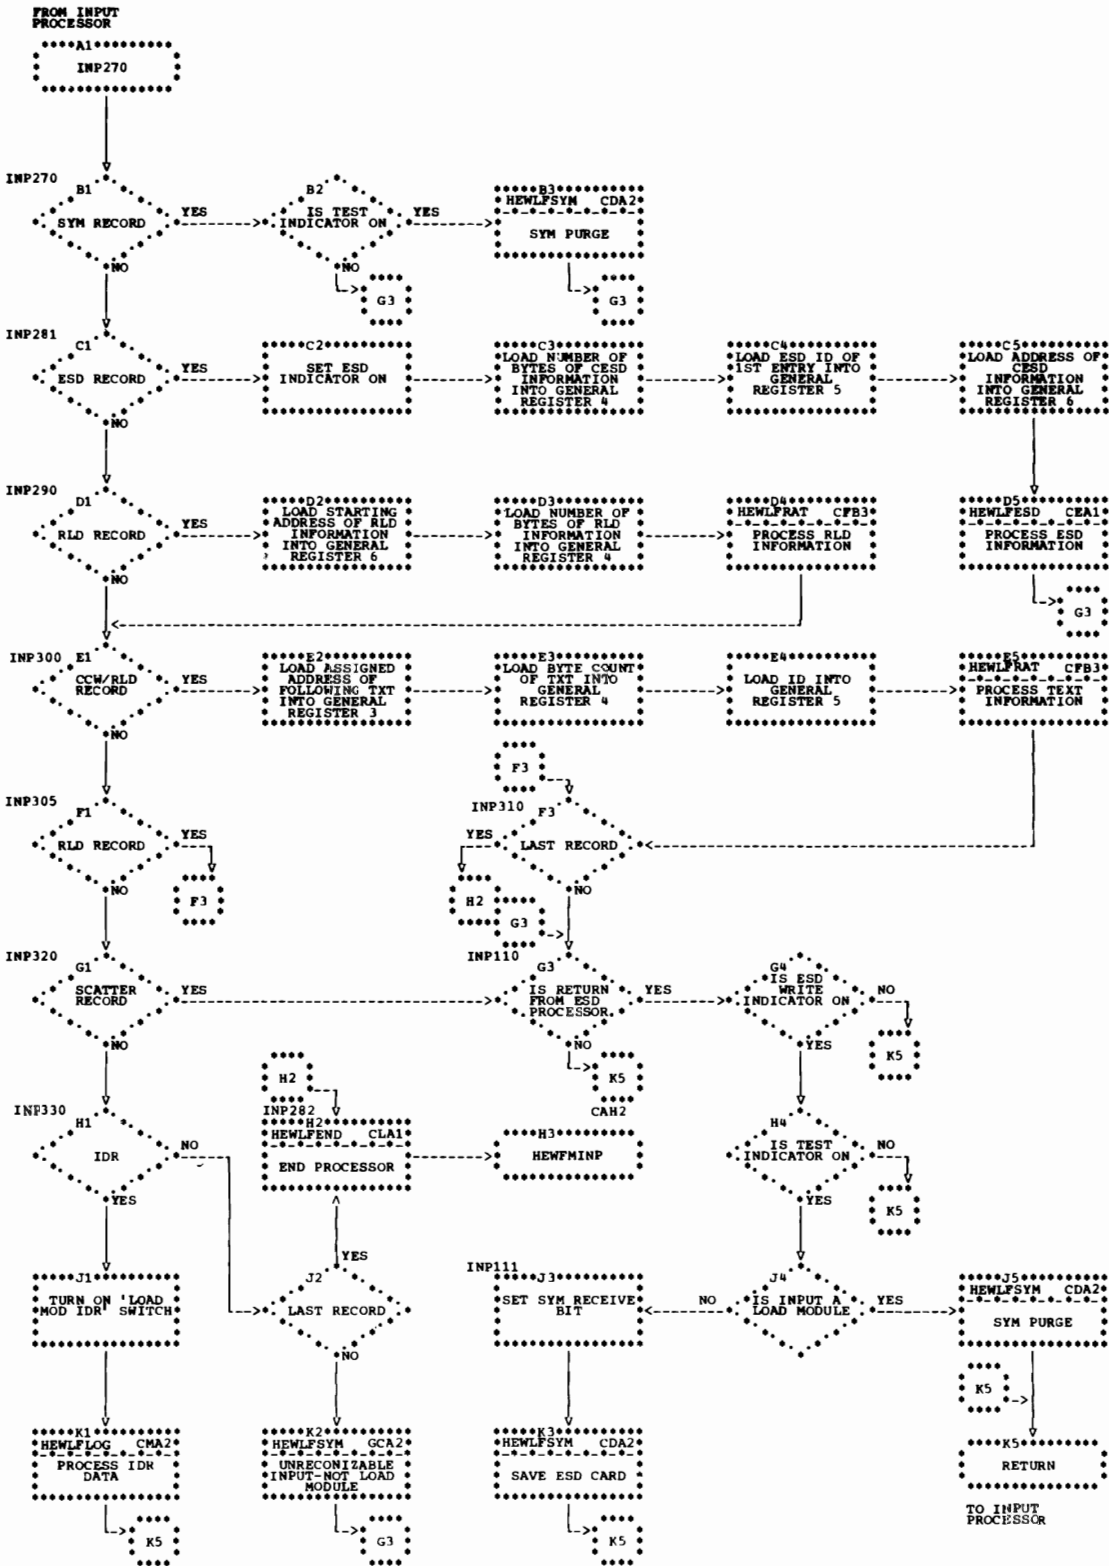 FROM INPUT
PROCESSOR
A1
INP270
INP270
B1
SYM RECORD
YES
NO
B2
IS TEST
INDICATOR ON
YES
NO
G3
B3
HEWLFSYM CDA2
SYM PURGE
G3
INP281
C1
ESD RECORD
YES
NO
C2
SET ESD
INDICATOR ON
C3
LOAD NUMBER OF
BYTES OF CESD
INFORMATION
INTO GENERAL
REGISTER 4
C4
LOAD ESD ID OF
1ST ENTRY INTO
GENERAL
REGISTER 5
C5
LOAD ADDRESS OF
CESD
INFORMATION
INTO GENERAL
REGISTER 6
INP290
D1
RLD RECORD
YES
NO
D2
LOAD STARTING
ADDRESS OF RLD
INFORMATION
INTO GENERAL
REGISTER 6
D3
LOAD NUMBER OF
BYTES OF RLD
INFORMATION
INTO GENERAL
REGISTER 4
D4
HEWLFRAT CFB3
PROCESS RLD
INFORMATION
D5
HEWLFESD CEA1
PROCESS ESD
INFORMATION
G3
INP300
E1
CCW/RLD
RECORD
YES
NO
E2
LOAD ASSIGNED
ADDRESS OF
FOLLOWING TXT
INTO GENERAL
REGISTER 3
E3
LOAD BYTE COUNT
OF TXT INTO
GENERAL
REGISTER 4
E4
LOAD ID INTO
GENERAL
REGISTER 5
E5
HEWLFRAT CFB3
PROCESS TEXT
INFORMATION
F3
INP305
F1
RLD RECORD
YES
NO
F3
INP310
F3
LAST RECORD
YES
NO
H2
G3
INP320
G1
SCATTER
RECORD
YES
NO
INP110
G3
IS RETURN
FROM ESD
PROCESSOR
YES
NO
K5
G4
IS ESD
WRITE
INDICATOR ON
NO
YES
K5
H2
INP330
H1
IDR
NO
YES
INP282
H2
HEWLFEND CLA1
END PROCESSOR
CAH2
H3
HEWFMINP
H4
IS TEST
INDICATOR ON
NO
YES
K5
J1
TURN ON 'LOAD
MOD IDR' SWITCH
J2
LAST RECORD
YES
NO
INP111
J3
SET SYM RECEIVE
BIT
J4
IS INPUT A
LOAD MODULE
NO
YES
J5
HEWLFSYM CDA2
SYM PURGE
K5
K1
HEWLFLOG CMA2
PROCESS IDR
DATA
K5
K2
HEWLFSYM GCA2
UNRECONIZABLE
INPUT-NOT LOAD
MODULE
G3
K3
HEWLFSYM CDA2
SAVE ESD CARD
K5
K5
RETURN
TO INPUT
PROCESSOR